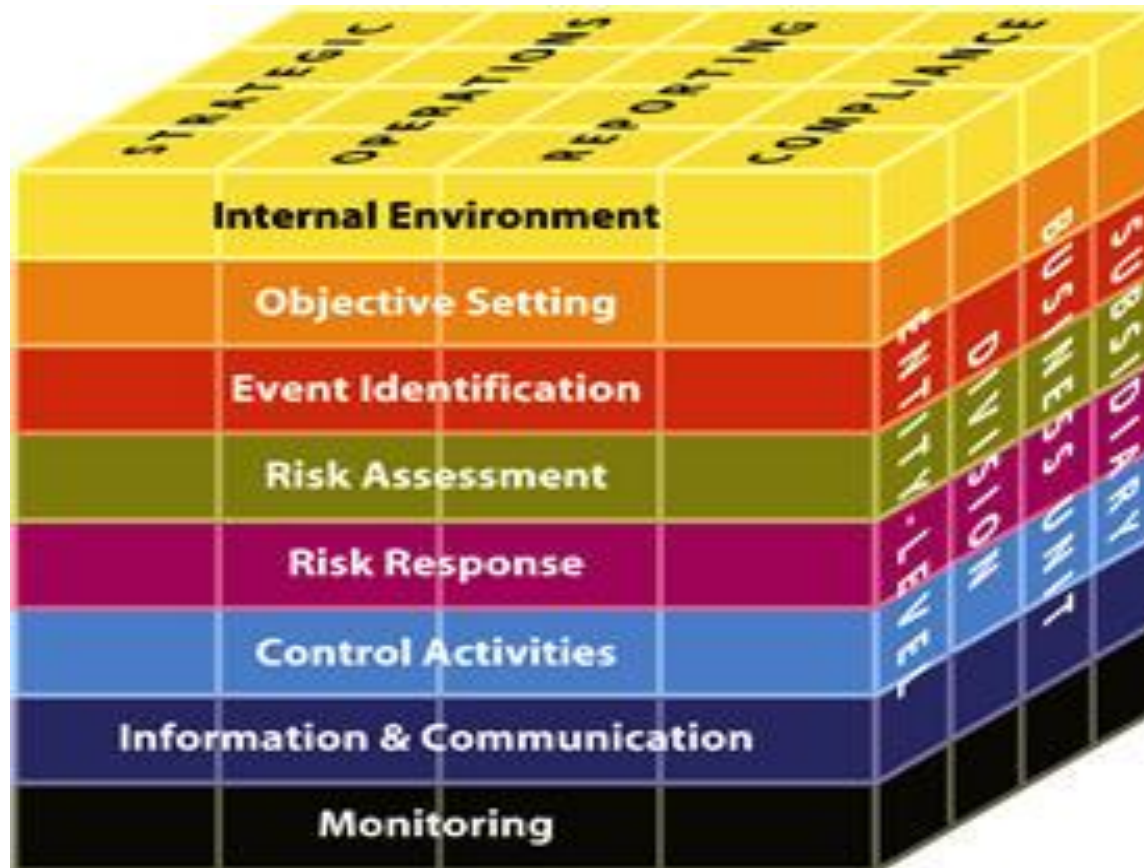 STRATEGIC
OPERATIONS
REPORTING
COMPLIANCE
Internal Environment
Objective Setting
Event Identification
Risk Assessment
Risk Response
Control Activities
Information & Communication
Monitoring
ENTITY-LEVEL
DIVISION
BUSINESS UNIT
SUBSIDIARY